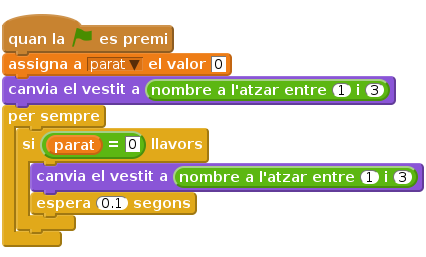 quan la es premi
assigna a parat el valor 0
canvia el vestit a nombre a l'atzar entre 1 i 3
per sempre
si parat = 0 llavors
canvia el vestit a nombre a l'atzar entre 1 i 3
espera 0.1 segons